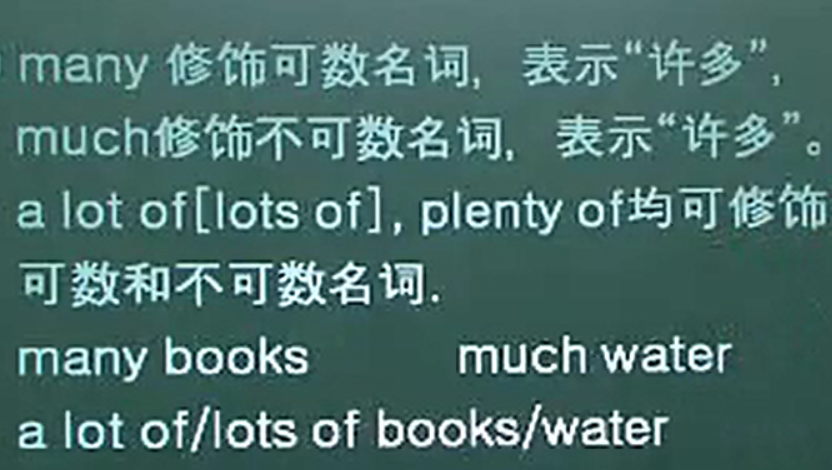 many 修饰可数名词, 表示“许多”,
much修饰不可数名词, 表示“许多”。
a lot of[lots of], plenty of均可修饰
可数和不可数名词.
many books much water
a lot of/lots of books/water